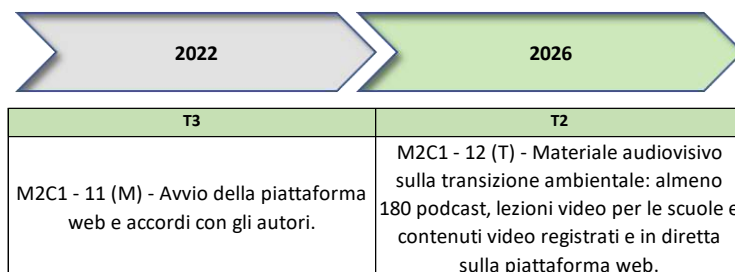 2022
2026
T3
T2
M2C1 - 11 (M) - Avvio della piattaforma
web e accordi con gli autori.
M2C1 - 12 (T) - Materiale audiovisivo
sulla transizione ambientale: almeno
180 podcast, lezioni video per le scuole e
contenuti video registrati e in diretta
sulla piattaforma web.